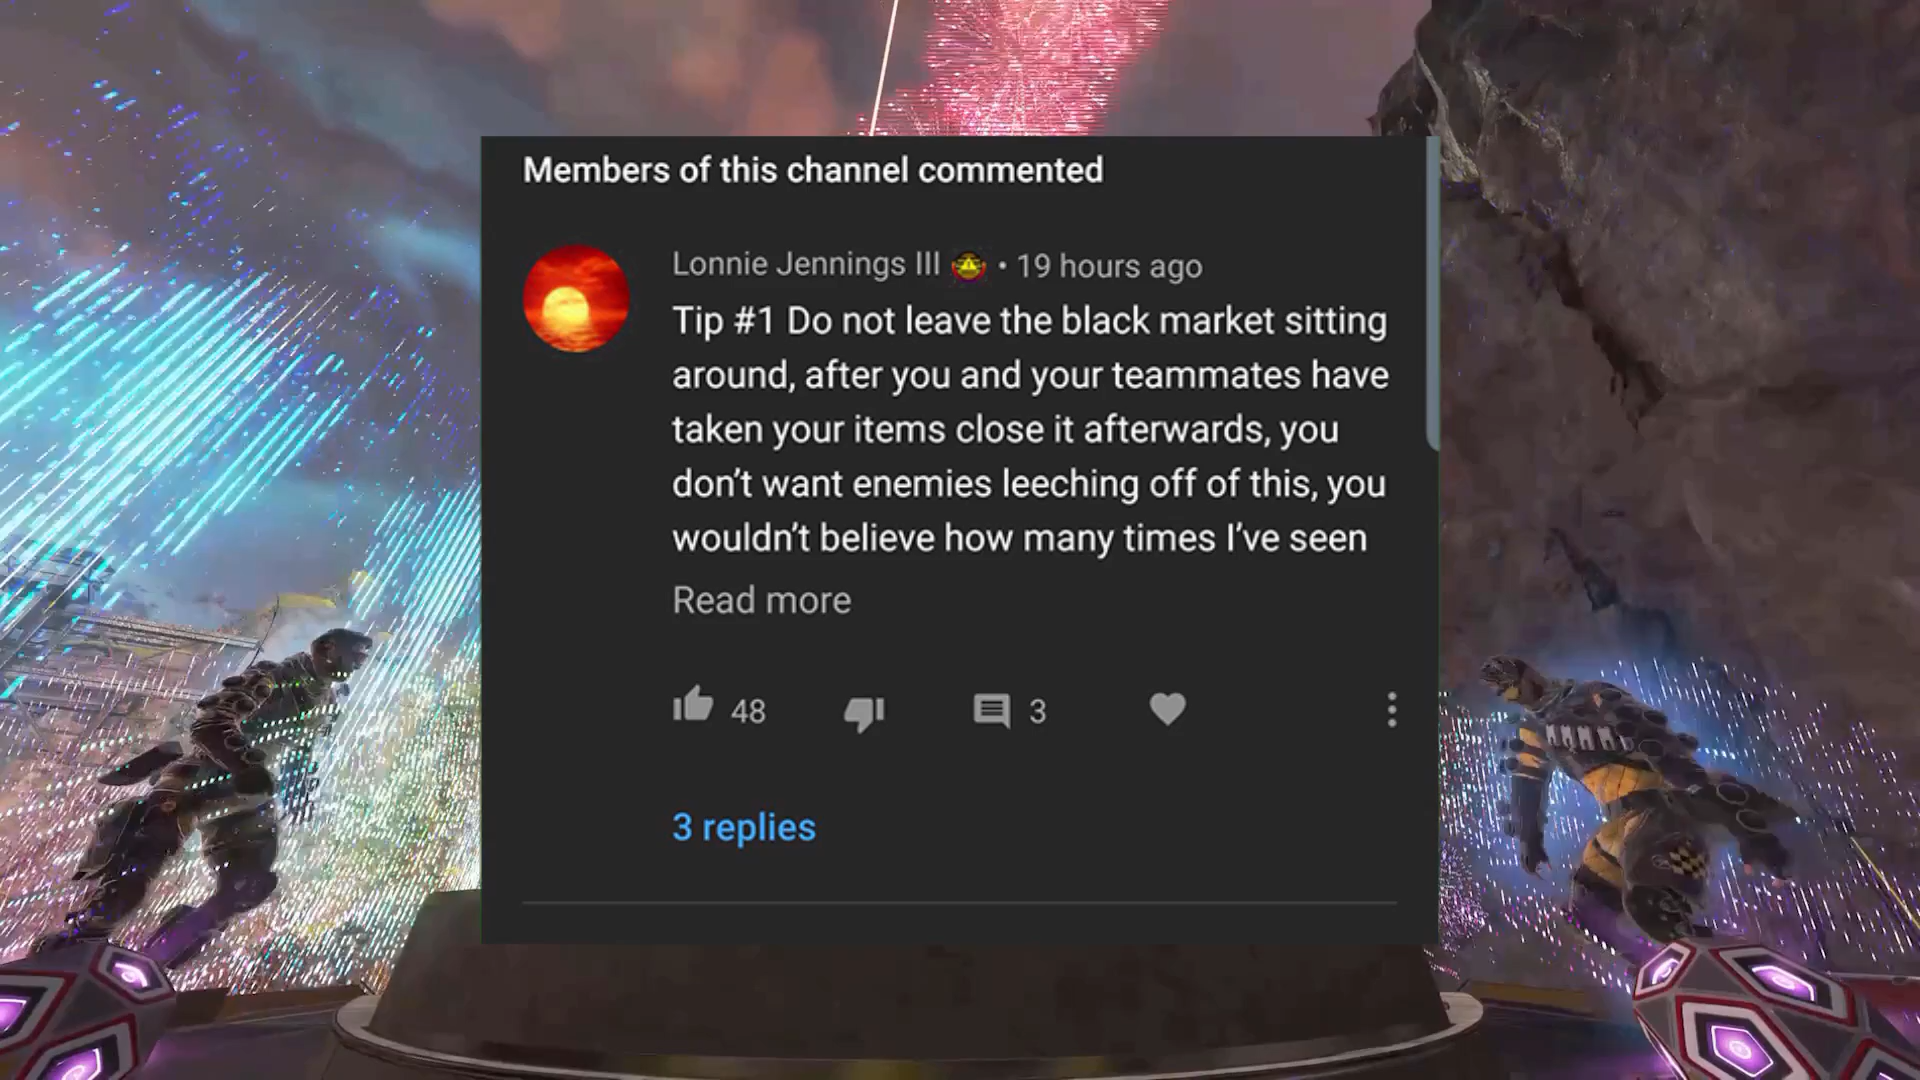 Members of this channel commented
Lonnie Jennings III • 19 hours ago
Tip #1 Do not leave the black market sitting
around, after you and your teammates have
taken your items close it afterwards, you
don't want enemies leeching off of this, you
wouldn't believe how many times I've seen
Read more
48 3
3 replies